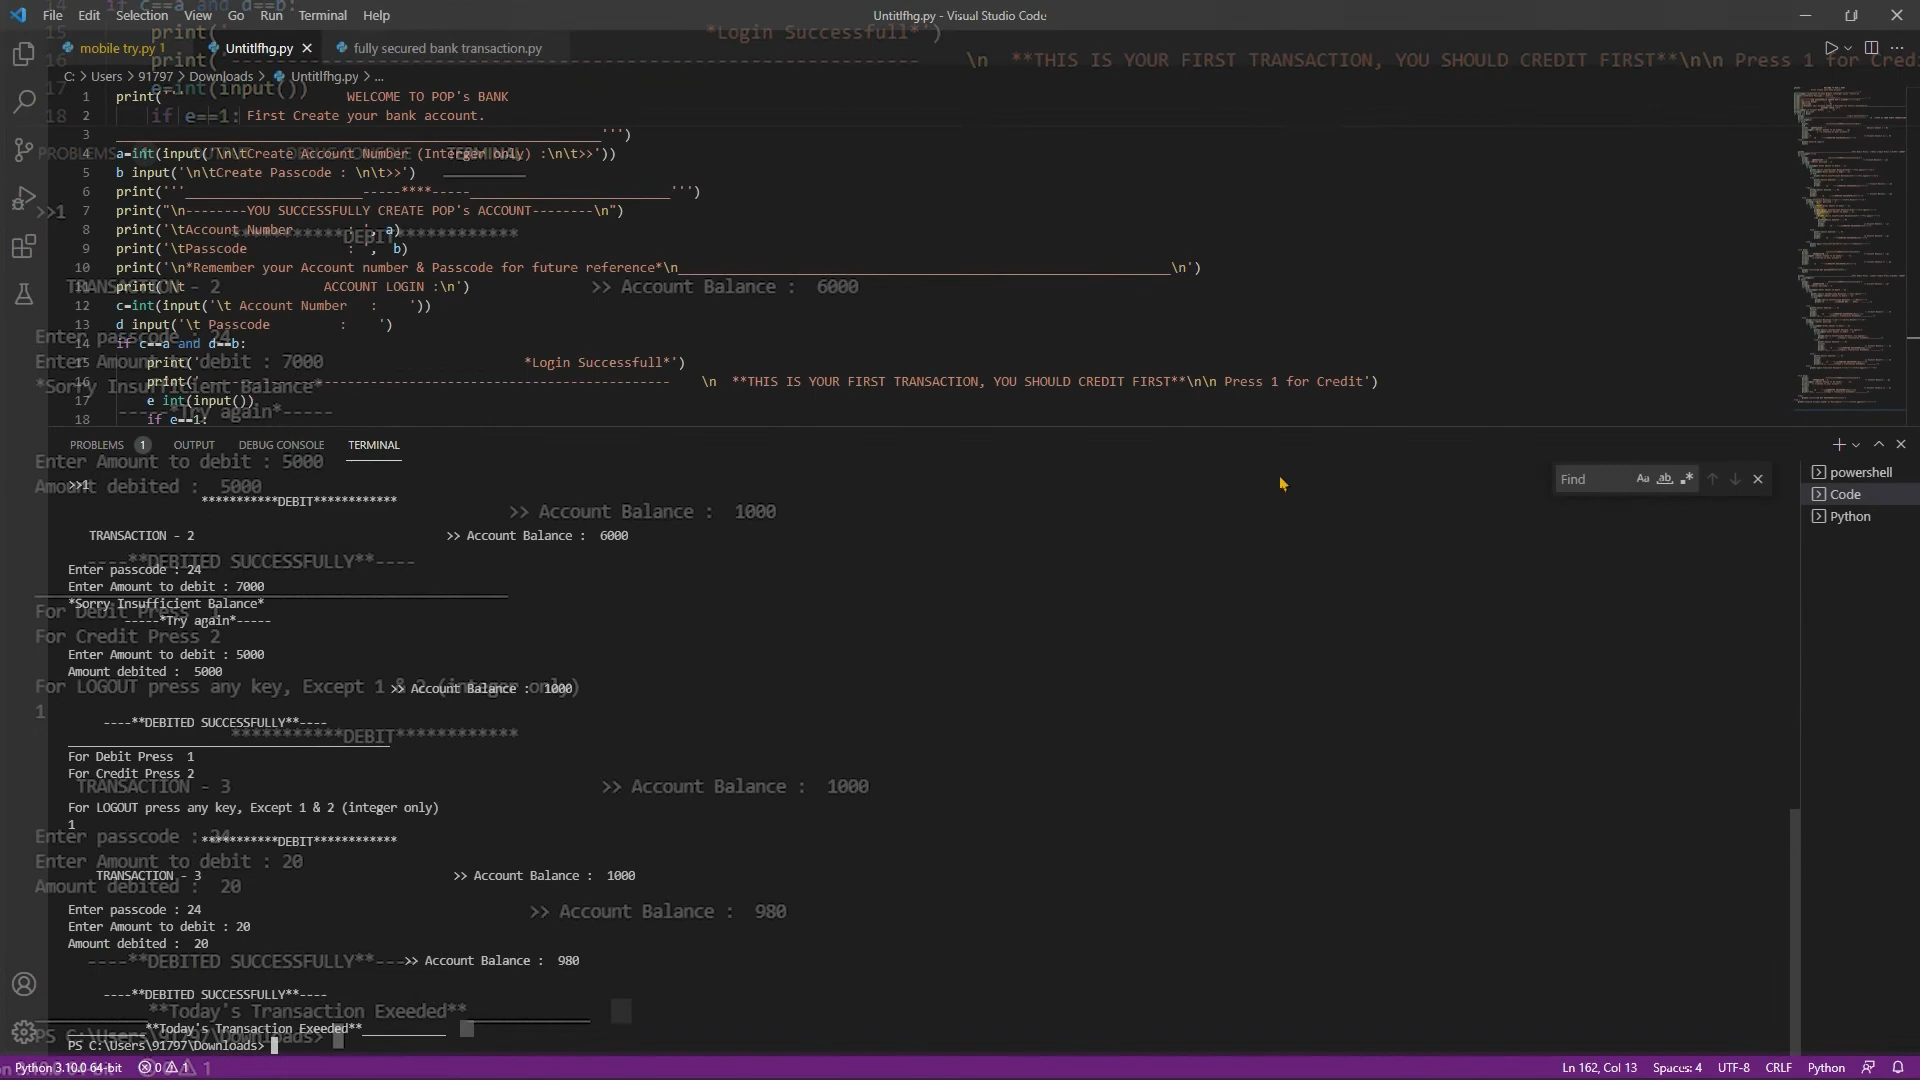 File Edit Selection View Go Run Terminal Help
Untitlfhg.py - Visual Studio Code
mobile try.py 1 Untitlfhg.py fully secured bank transaction.py
C: > Users > 91797 > Downloads > Untitlfhg.py > ...
1 print(''' WELCOME TO POP's BANK
2 First Create your bank account.
3 ______________________________________________________________''')
4 a=int(input('\n\tCreate Account Number (Interger only) :\n\t>>'))
5 b input('\n\tCreate Passcode : \n\t>>')
6 print('''_______________________-----****-----__________________________''')
7 print("\n--------YOU SUCCESSFULLY CREATE POP's ACCOUNT--------\n")
8 print('\tAccount Number : ', a)
9 print('\tPasscode : ', b)
10 print('\n*Remember your Account number & Passcode for future reference*\n________________________________________________________________\n')
11 print('\t ACCOUNT LOGIN :\n')
12 c=int(input('\t Account Number : '))
13 d input('\t Passcode : ')
14 if c==a and d==b:
15 print(' *Login Successfull*')
16 print(' ------------------------------------------------------------ \n **THIS IS YOUR FIRST TRANSACTION, YOU SHOULD CREDIT FIRST**\n\n Press 1 for Credit')
17 e int(input())
18 if e==1:
PROBLEMS 1 OUTPUT DEBUG CONSOLE TERMINAL
Find Aa ab .*
powershell
Code
Python
>>1
***********DEBIT************
TRANSACTION - 2 >> Account Balance : 6000
Enter passcode : 24
Enter Amount to debit : 7000
*Sorry Insufficient Balance*
-----*Try again*-----
Enter Amount to debit : 5000
Amount debited : 5000
>> Account Balance : 1000
----**DEBITED SUCCESSFULLY**----
For Debit Press 1
For Credit Press 2
For LOGOUT press any key, Except 1 & 2 (integer only)
1
***********DEBIT************
TRANSACTION - 3 >> Account Balance : 1000
Enter passcode : 24
Enter Amount to debit : 20
Amount debited : 20
>> Account Balance : 980
----**DEBITED SUCCESSFULLY**----
___________**Today's Transaction Exeeded**____________
PS C:\Users\91797\Downloads>
Python 3.10.0 64-bit 0 1 Ln 162, Col 13 Spaces: 4 UTF-8 CRLF Python